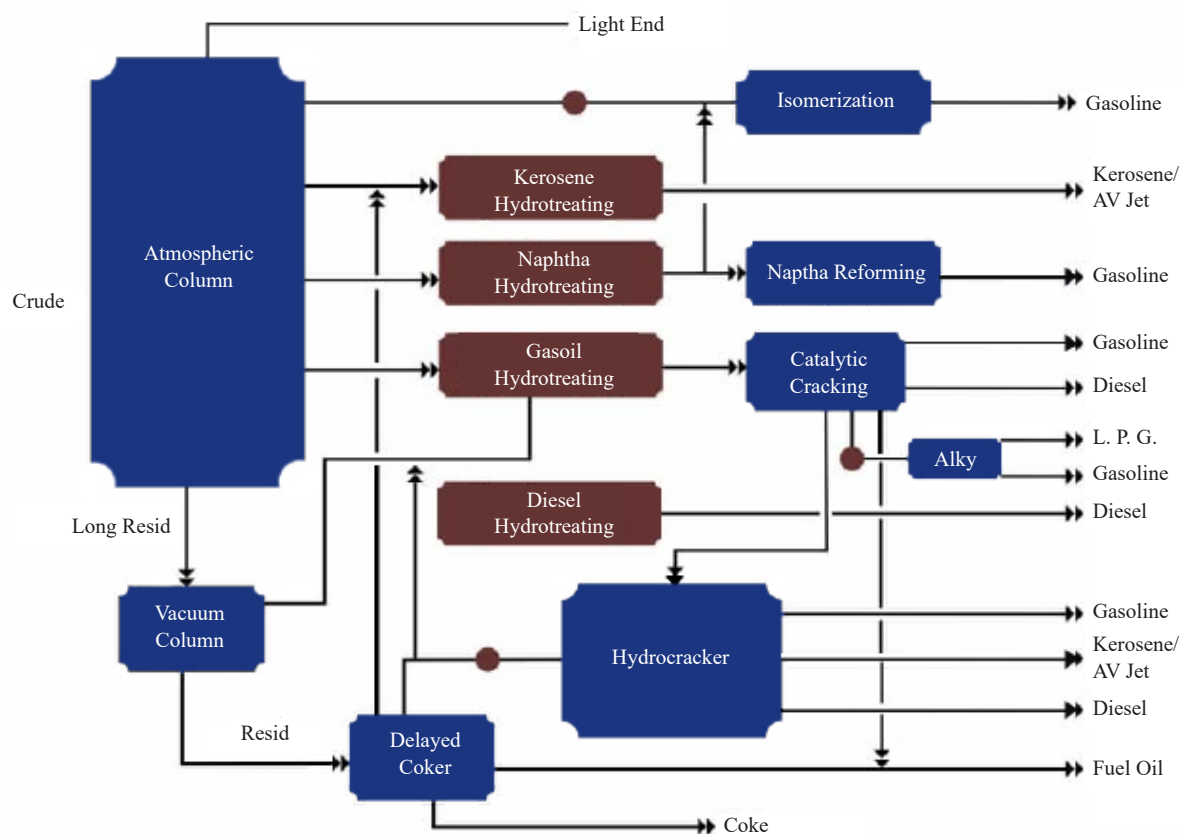 Light End
Isomerization
Gasoline
Kerosene
Hydrotreating
Kerosene/
AV Jet
Atmospheric
Column
Naphtha
Hydrotreating
Naptha Reforming
Gasoline
Crude
Gasoil
Hydrotreating
Catalytic
Cracking
Gasoline
Diesel
L. P. G.
Alky
Gasoline
Long Resid
Diesel
Hydrotreating
Diesel
Vacuum
Column
Hydrocracker
Gasoline
Kerosene/
AV Jet
Diesel
Resid
Delayed
Coker
Fuel Oil
Coke